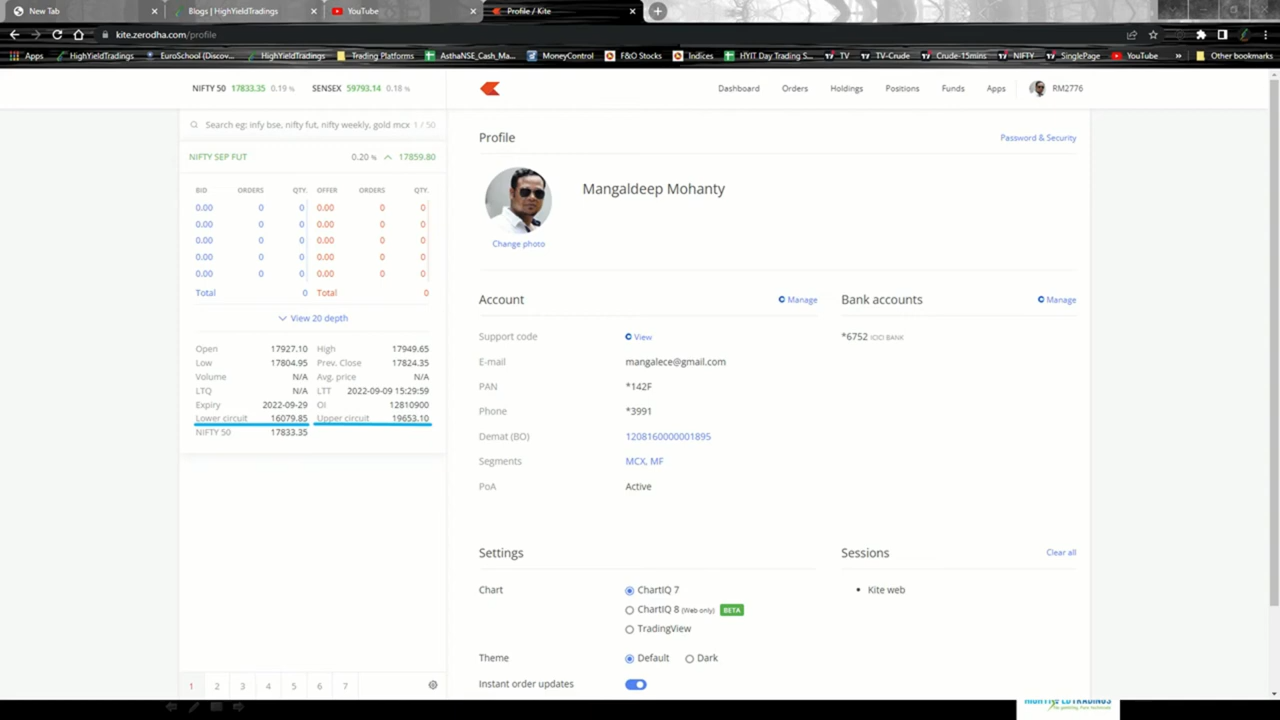 New Tab
Blogs | HighYieldTradings
YouTube
Profile / Kite
kite.zerodha.com/profile
Apps HighYieldTradings EuroSchool (Discov... HighYieldTradings Trading Platforms AsthaNSE_Cash_Ma... MoneyControl F&O Stocks Indices HYIT Day Trading S... TV TV-Crude Crude-15mins NIFTY SinglePage YouTube » Other bookmarks
NIFTY 50 17833.35 0.19 % SENSEX 59793.14 0.18 %
Dashboard Orders Holdings Positions Funds Apps RM2776
Search eg: infy bse, nifty fut, nifty weekly, gold mcx 1 / 50
NIFTY SEP FUT 0.20 % 17859.80
BID ORDERS QTY. OFFER ORDERS QTY.
0.00 0 0 0.00 0 0
0.00 0 0 0.00 0 0
0.00 0 0 0.00 0 0
0.00 0 0 0.00 0 0
0.00 0 0 0.00 0 0
Total 0 Total 0
View 20 depth
Open 17927.10 High 17949.65
Low 17804.95 Prev. Close 17824.35
Volume N/A Avg. price N/A
LTQ N/A LTT 2022-09-09 15:29:59
Expiry 2022-09-29 OI 12810900
Lower circuit 16079.85 Upper circuit 19653.10
NIFTY 50 17833.35
1 2 3 4 5 6 7
Profile Password & Security
Mangaldeep Mohanty
Change photo
Account Manage
Support code View
E-mail mangalece@gmail.com
PAN *142F
Phone *3991
Demat (BO) 1208160000001895
Segments MCX, MF
PoA Active
Bank accounts Manage
*6752 ICICI BANK
Settings
Chart ChartIQ 7
ChartIQ 8 (Web only) BETA
TradingView
Theme Default Dark
Instant order updates
Sessions Clear all
• Kite web